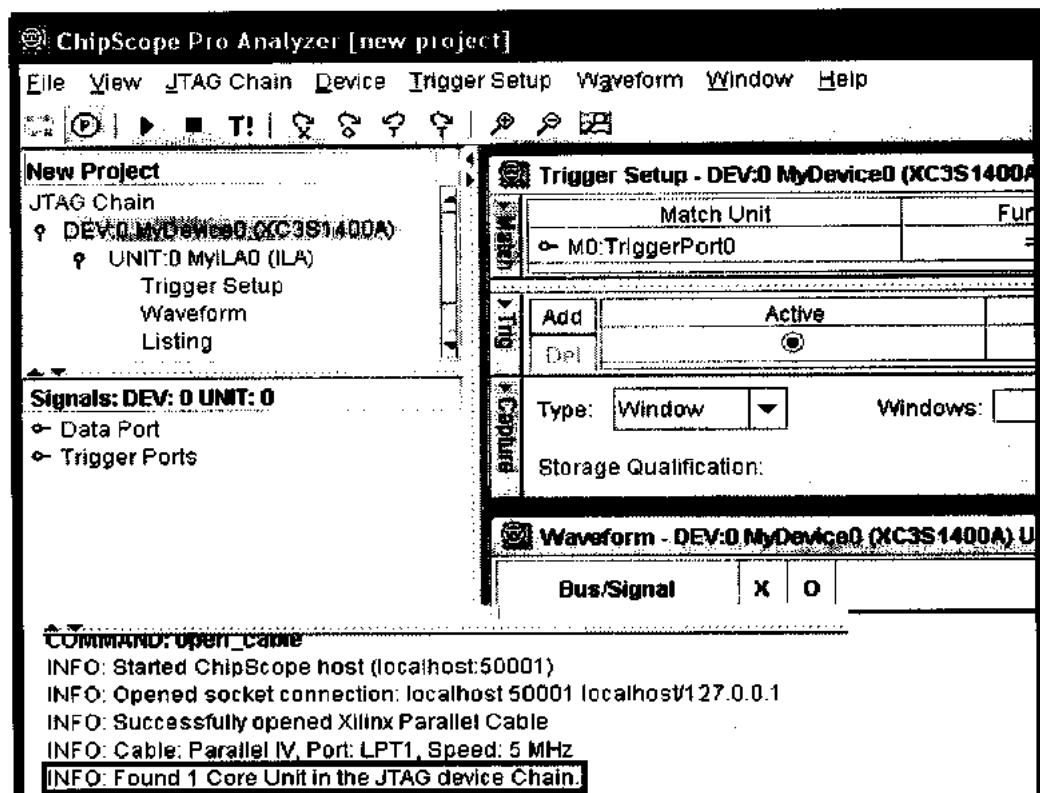 ChipScope Pro Analyzer [new project]
File View JTAG Chain Device Trigger Setup Waveform Window Help
P T!
New Project
JTAG Chain
DEV:0 MyDevice0 (XC3S1400A)
UNIT:0 MyILA0 (ILA)
Trigger Setup
Waveform
Listing
Signals: DEV: 0 UNIT: 0
Data Port
Trigger Ports
Trigger Setup - DEV:0 MyDevice0 (XC3S1400A
Match
Match Unit Fun
M0:TriggerPort0 =
Trig
Add Active
Del
Capture
Type: Window Windows:
Storage Qualification:
Waveform - DEV:0 MyDevice0 (XC3S1400A) U
Bus/Signal X O
COMMAND: open_cable
INFO: Started ChipScope host (localhost:50001)
INFO: Opened socket connection: localhost 50001 localhost/127.0.0.1
INFO: Successfully opened Xilinx Parallel Cable
INFO: Cable: Parallel IV, Port: LPT1, Speed: 5 MHz
INFO: Found 1 Core Unit in the JTAG device Chain.